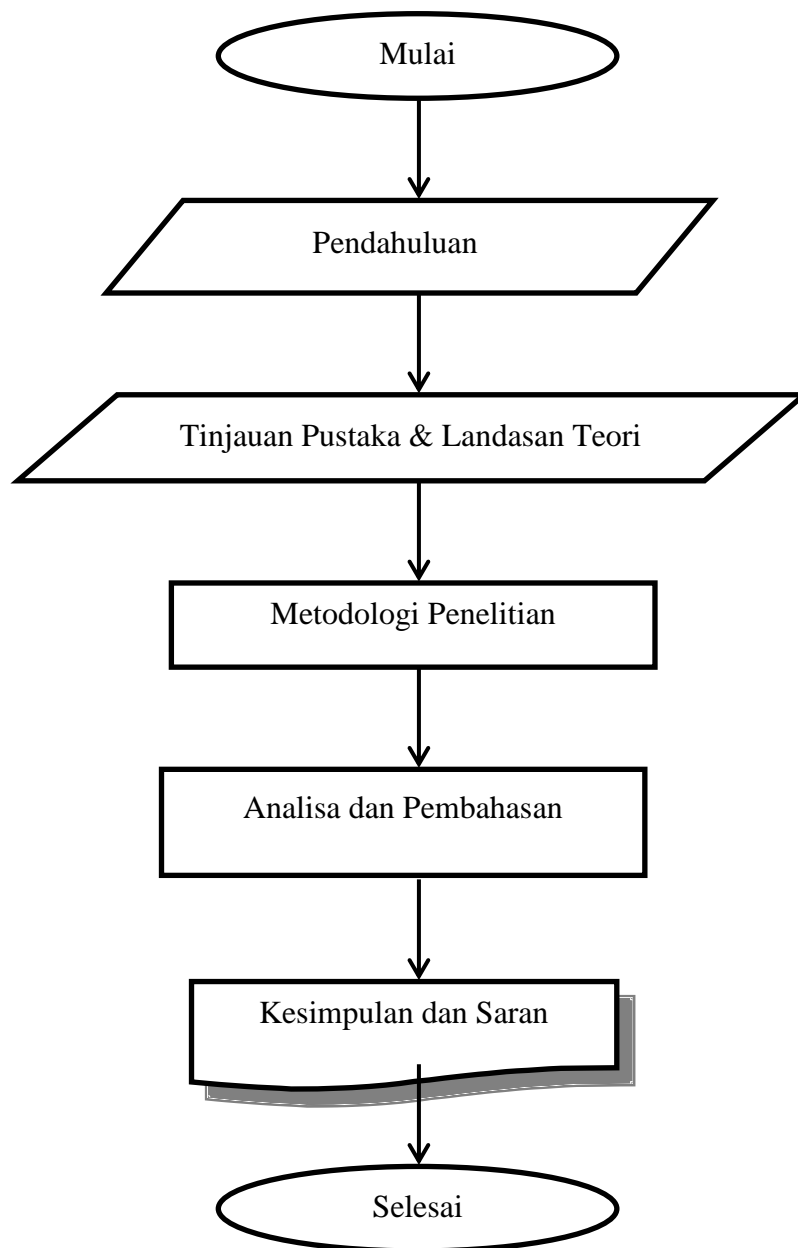 Mulai
Pendahuluan
Tinjauan Pustaka & Landasan Teori
Metodologi Penelitian
Analisa dan Pembahasan
Kesimpulan dan Saran
Selesai